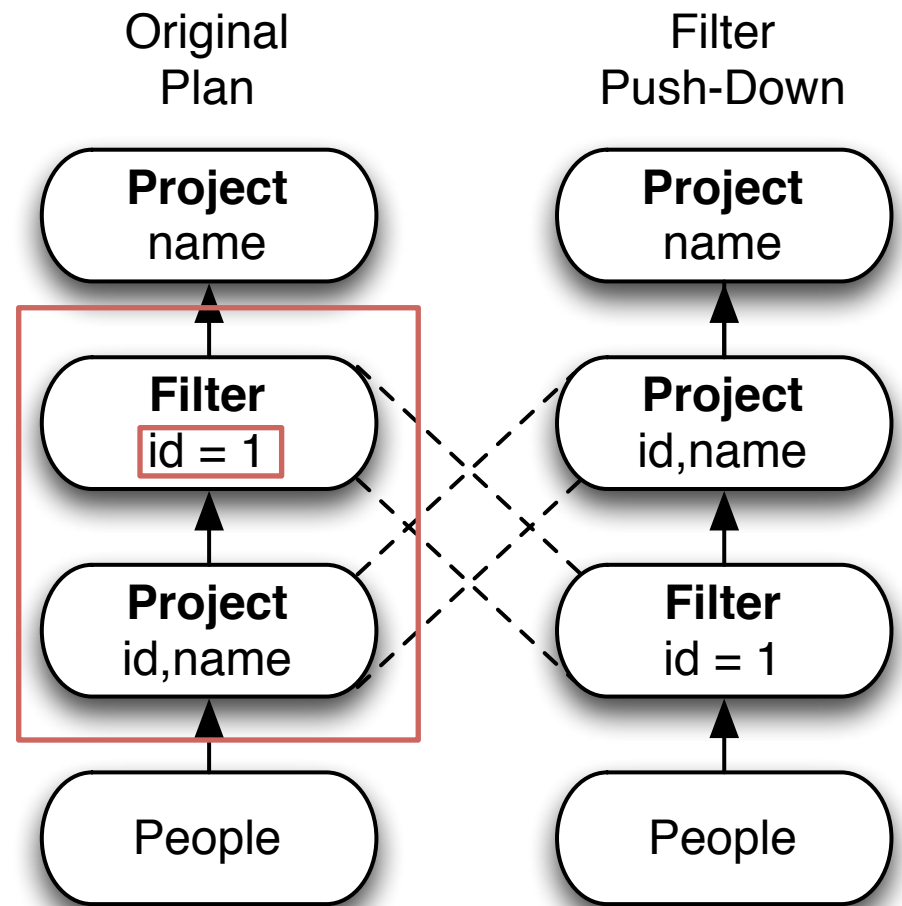 Original
Plan
Project
name
Filter
id = 1
Project
id,name
People
Filter
Push-Down
Project
name
Project
id,name
Filter
id = 1
People